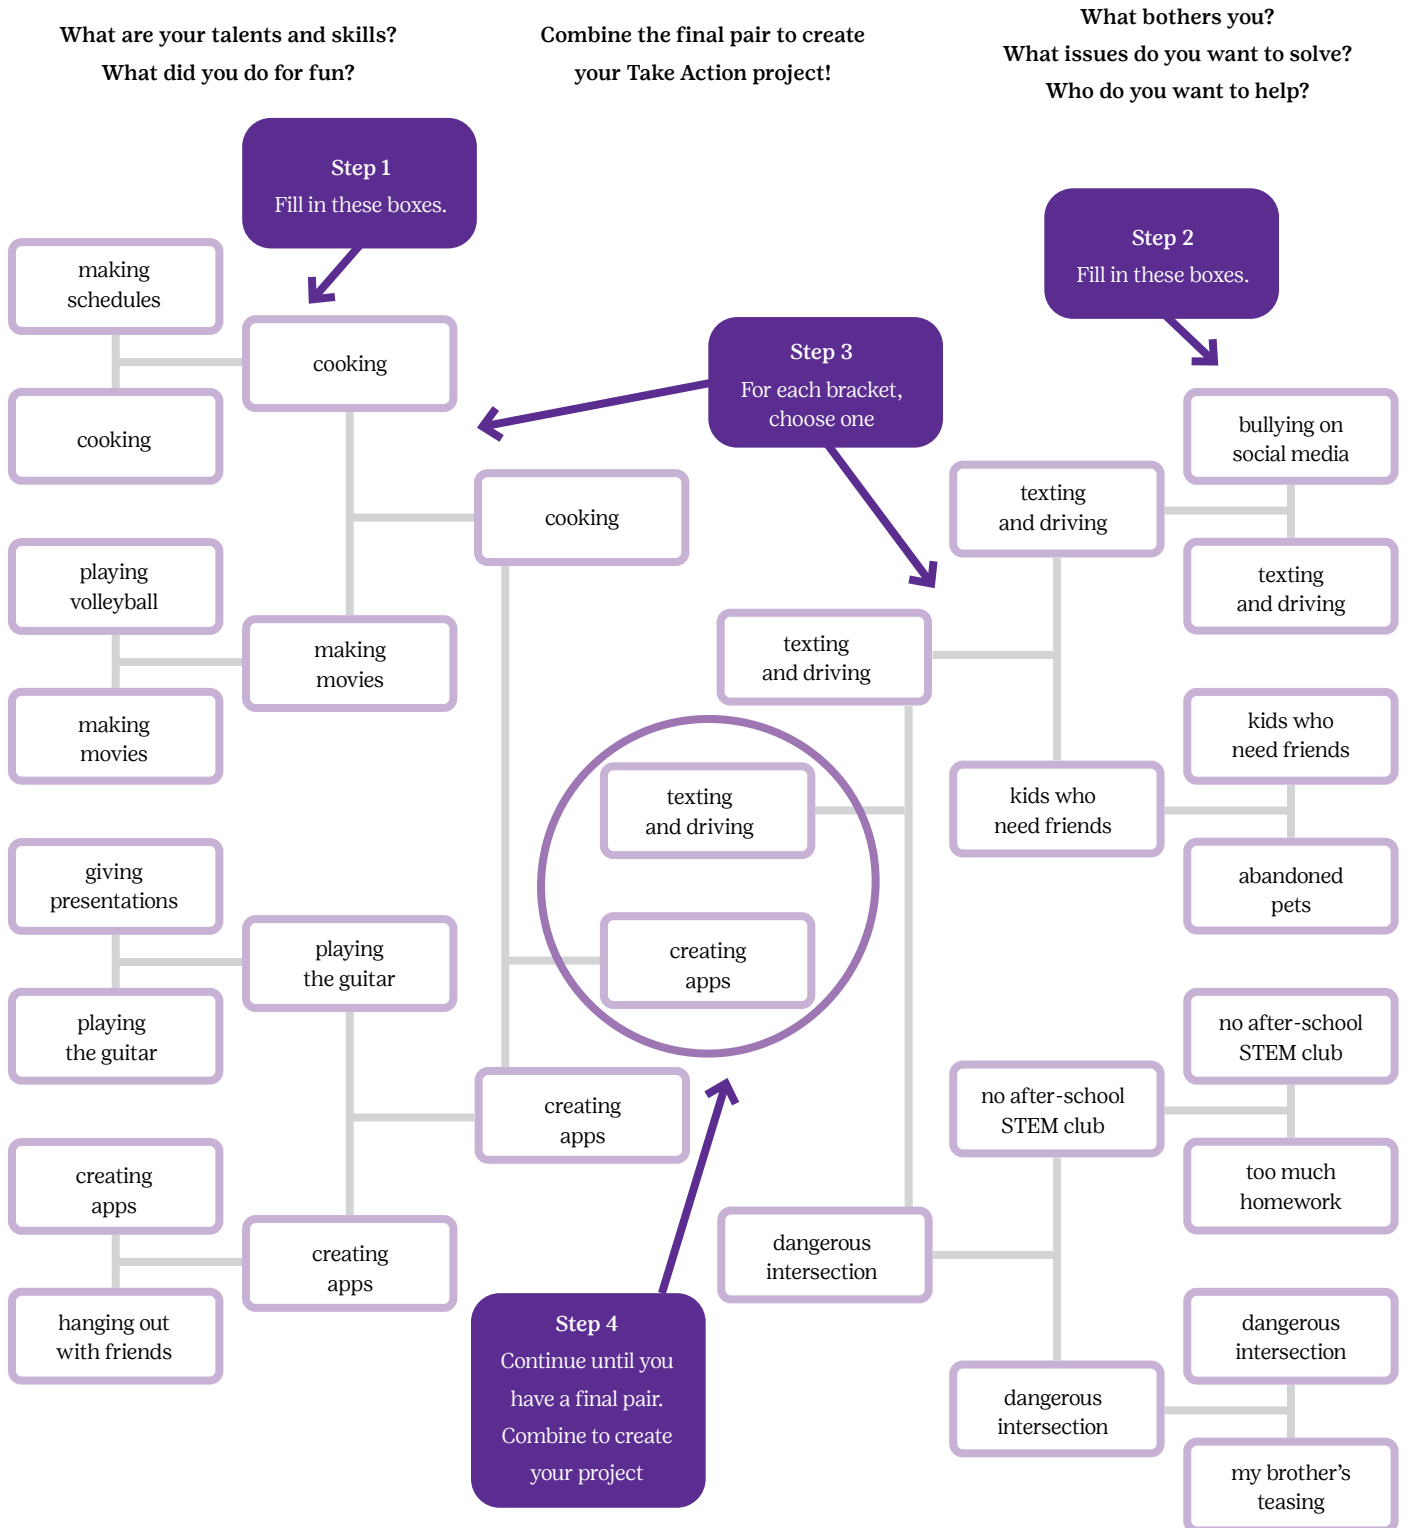 What are your talents and skills?
What did you do for fun?
Combine the final pair to create
your Take Action project!
What bothers you?
What issues do you want to solve?
Who do you want to help?
Step 1
Fill in these boxes.
Step 2
Fill in these boxes.
Step 3
For each bracket,
choose one
making
schedules
cooking
cooking
playing
volleyball
making
movies
making
movies
cooking
giving
presentations
playing
the guitar
playing
the guitar
creating
apps
hanging out
with friends
creating
apps
creating
apps
texting
and driving
creating
apps
texting
and driving
dangerous
intersection
texting
and driving
bullying on
social media
texting
and driving
kids who
need friends
kids who
need friends
abandoned
pets
no after-school
STEM club
no after-school
STEM club
too much
homework
dangerous
intersection
dangerous
intersection
my brother’s
teasing
Step 4
Continue until you
have a final pair.
Combine to create
your project